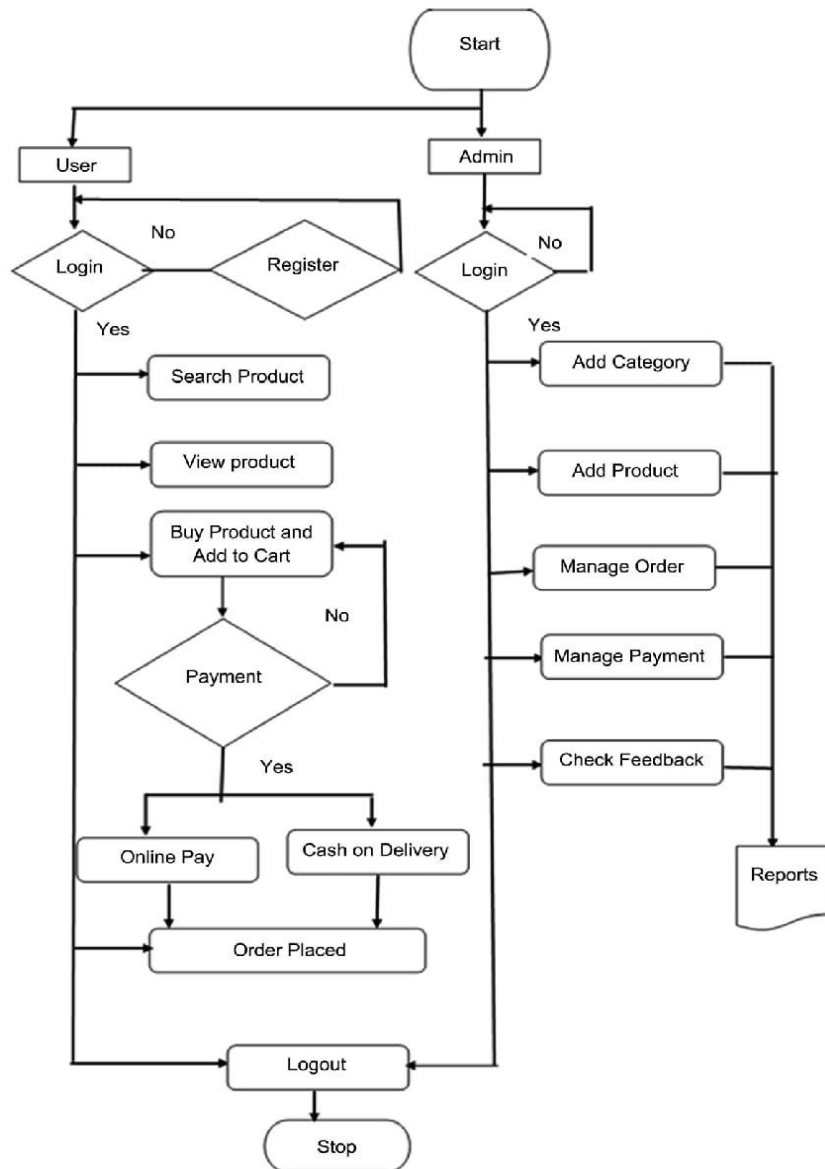 Start
User
Admin
No
Login
Register
No
Login
Yes
Yes
Search Product
Add Category
View product
Add Product
Buy Product and
Add to Cart
Manage Order
No
Payment
Manage Payment
Yes
Check Feedback
Online Pay
Cash on Delivery
Reports
Order Placed
Logout
Stop